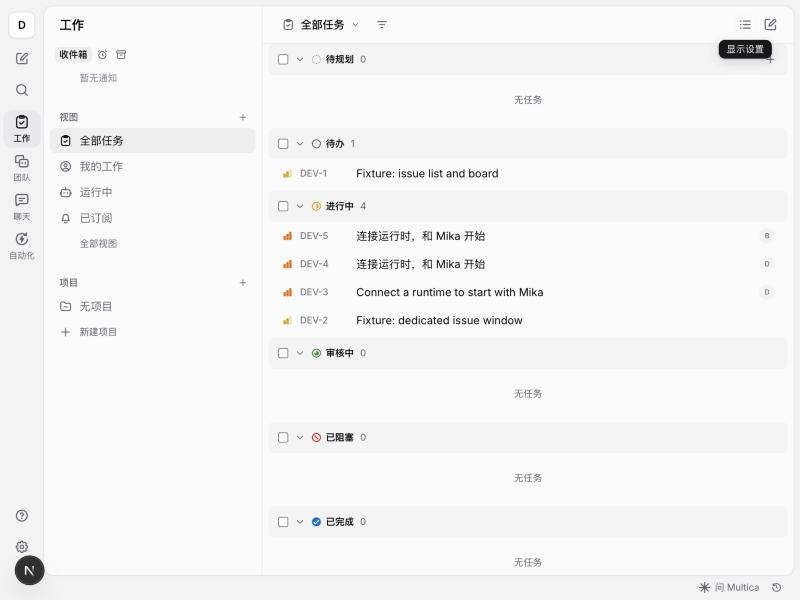 D
工作
团队
聊天
自动化
N
工作
收件箱
暂无通知
视图
全部任务
我的工作
运行中
已订阅
全部视图
项目
无项目
新建项目
全部任务
显示设置
待规划 0
无任务
待办 1
DEV-1 Fixture: issue list and board
进行中 4
DEV-5 连接运行时，和 Mika 开始 B
DEV-4 连接运行时，和 Mika 开始 D
DEV-3 Connect a runtime to start with Mika D
DEV-2 Fixture: dedicated issue window
审核中 0
无任务
已阻塞 0
无任务
已完成 0
无任务
问 Multica